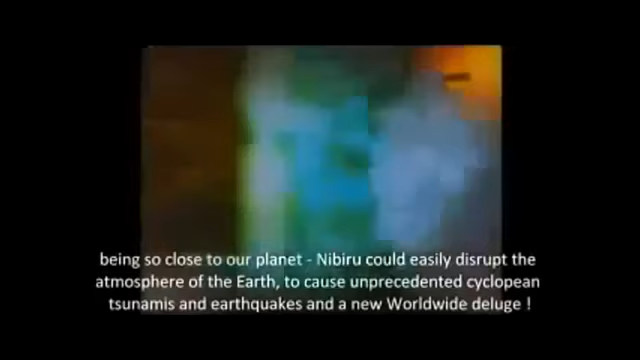 being so close to our planet - Nibiru could easily disrupt the
atmosphere of the Earth, to cause unprecedented cyclopean
tsunamis and earthquakes and a new Worldwide deluge !